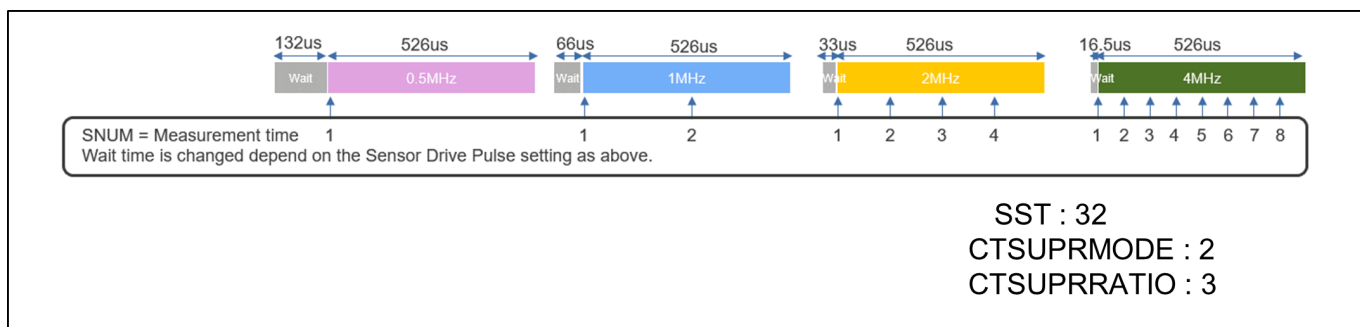 132us 526us 66us 526us 33us 526us 16.5us 526us
Wait 0.5MHz Wait 1MHz Wait 2MHz Wait 4MHz
SNUM = Measurement time 1 1 2 1 2 3 4 1 2 3 4 5 6 7 8
Wait time is changed depend on the Sensor Drive Pulse setting as above.
SST : 32
CTSUPRMODE : 2
CTSUPRRATIO : 3